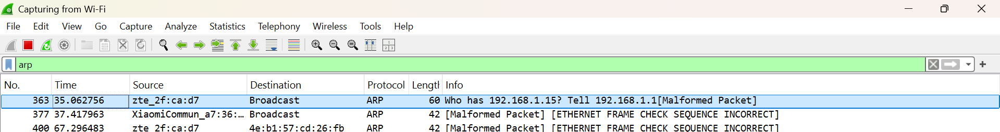 Capturing from Wi-Fi
File Edit View Go Capture Analyze Statistics Telephony Wireless Tools Help
arp
No. Time Source Destination Protocol Length Info
363 35.062756 zte_2f:ca:d7 Broadcast ARP 60 Who has 192.168.1.15? Tell 192.168.1.1[Malformed Packet]
377 37.417963 XiaomiCommun_a7:36:… Broadcast ARP 42 [Malformed Packet] [ETHERNET FRAME CHECK SEQUENCE INCORRECT]
400 67.296483 zte_2f:ca:d7 4e:b1:57:cd:26:fb ARP 42 [Malformed Packet] [ETHERNET FRAME CHECK SEQUENCE INCORRECT]